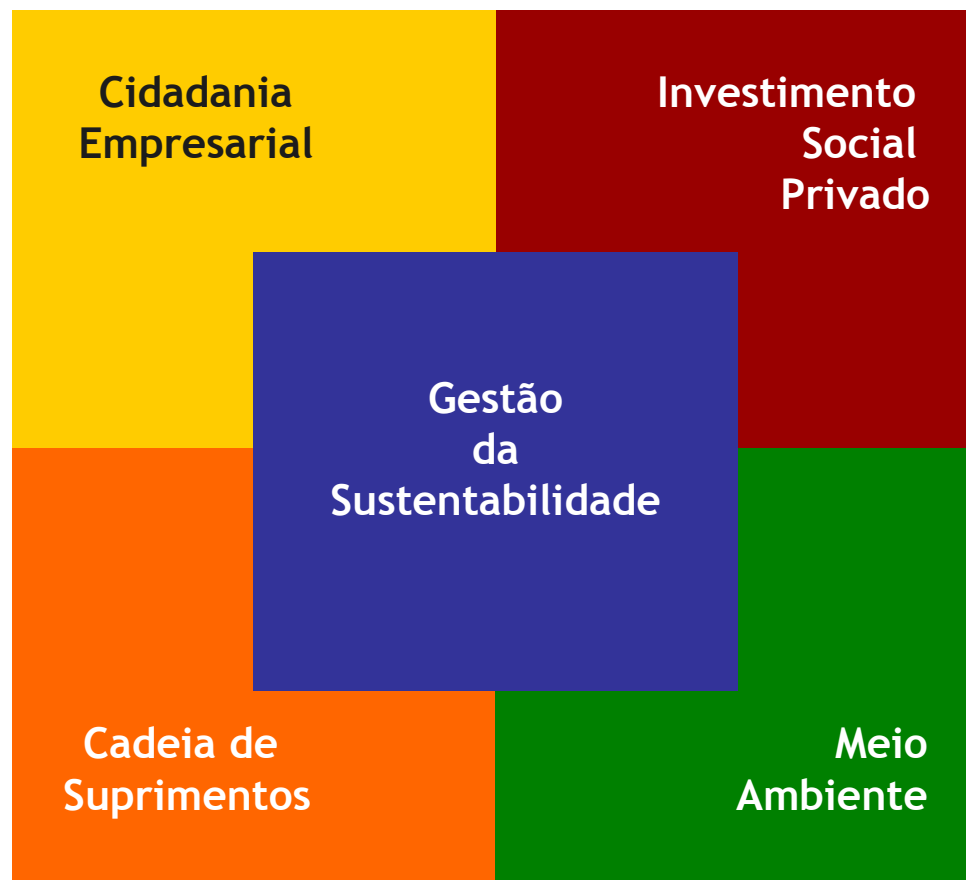 Cidadania
Empresarial
Investimento
Social
Privado
Gestão
da
Sustentabilidade
Cadeia de
Suprimentos
Meio
Ambiente